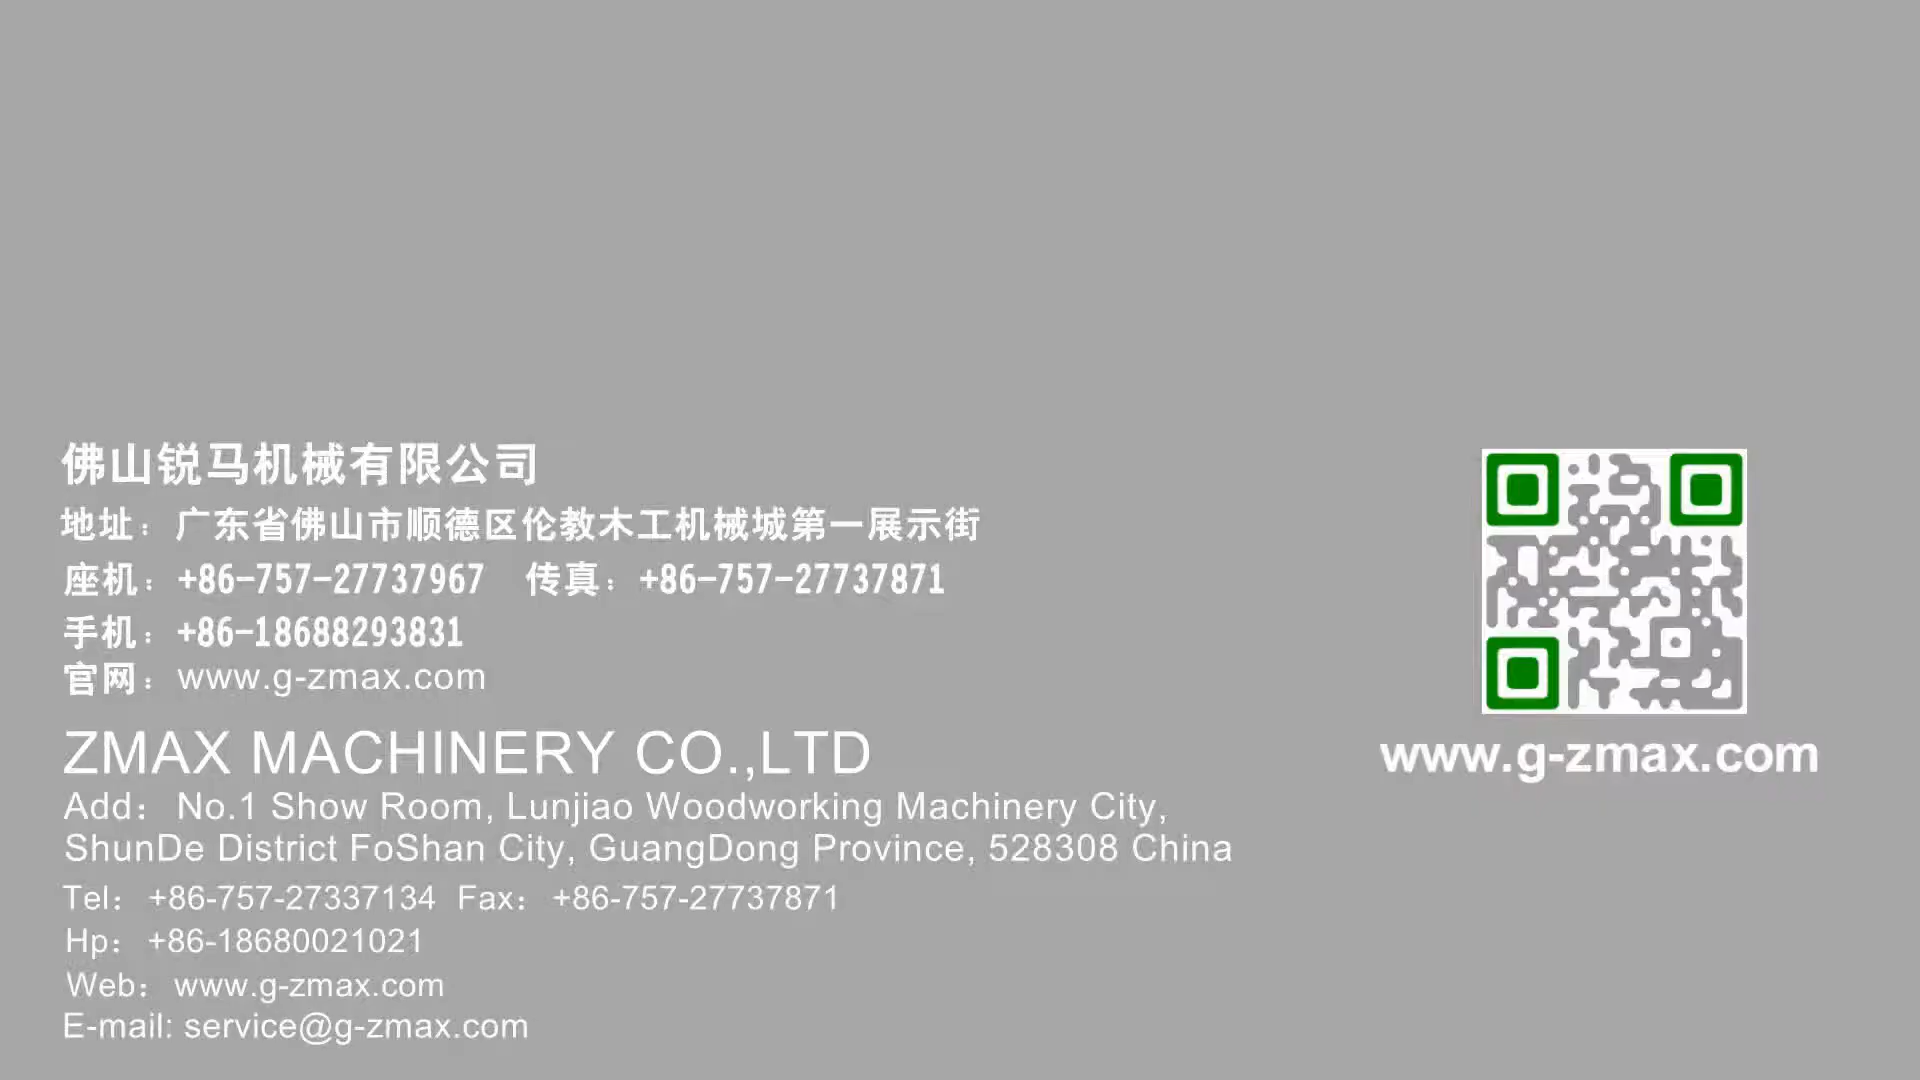 佛山锐马机械有限公司
地址：广东省佛山市顺德区伦教木工机械城第一展示街
座机：+86-757-27737967 传真：+86-757-27737871
手机：+86-18688293831
官网：www.g-zmax.com
ZMAX MACHINERY CO.,LTD
Add：No.1 Show Room, Lunjiao Woodworking Machinery City,
ShunDe District FoShan City, GuangDong Province, 528308 China
Tel：+86-757-27337134 Fax：+86-757-27737871
Hp：+86-18680021021
Web：www.g-zmax.com
E-mail: service@g-zmax.com
www.g-zmax.com